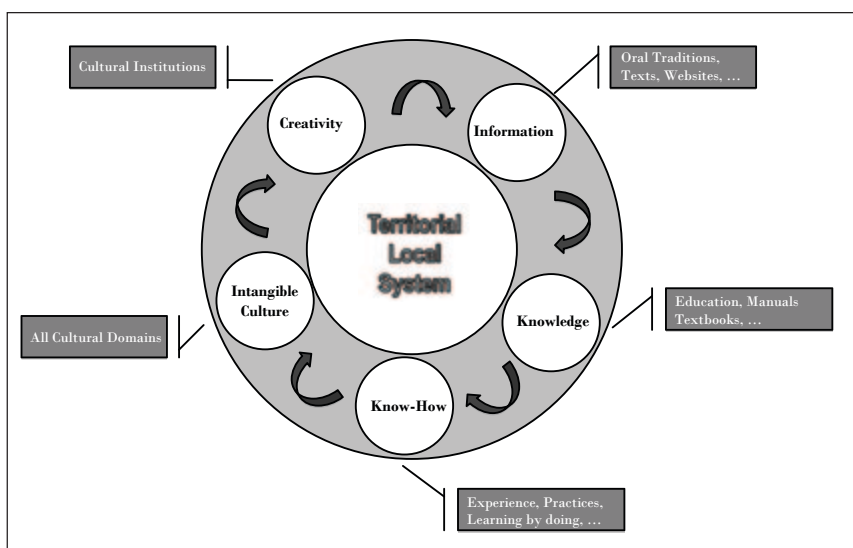 Cultural Institutions
Oral Traditions,
Texts, Websites, ...
Creativity
Information
Territorial
Local
System
Intangible
Culture
Knowledge
Education, Manuals
Textbooks, ...
All Cultural Domains
Know-How
Experience, Practices,
Learning by doing, ...